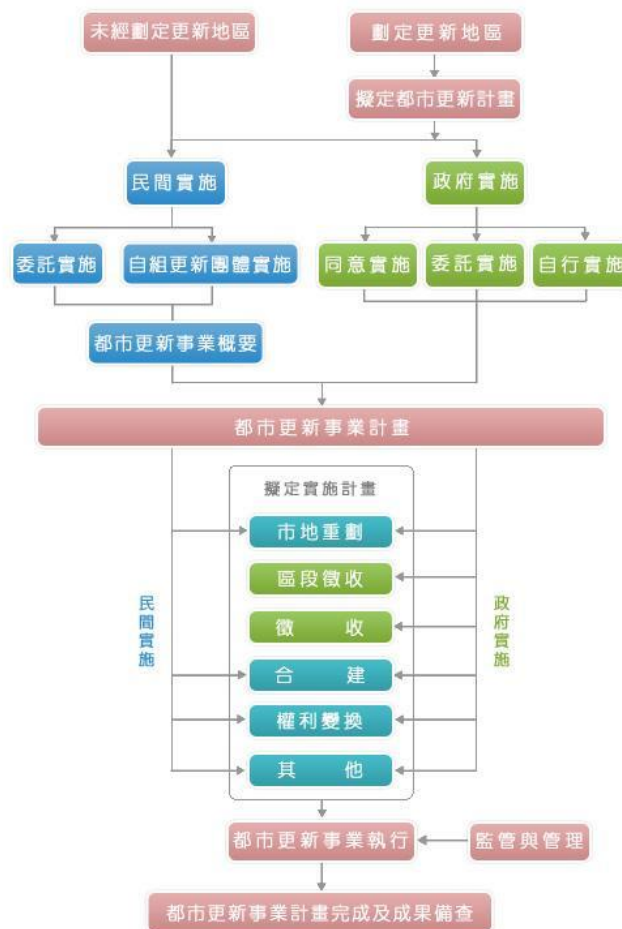 未經劃定更新地區
劃定更新地區
擬定都市更新計畫
民間實施
政府實施
委託實施
自組更新團體實施
同意實施
委託實施
自行實施
都市更新事業概要
都市更新事業計畫
擬定實施計畫
市地重劃
區段徵收
徵 收
合 建
權利變換
其 他
民間實施
政府實施
都市更新事業執行
監管與管理
都市更新事業計畫完成及成果備查